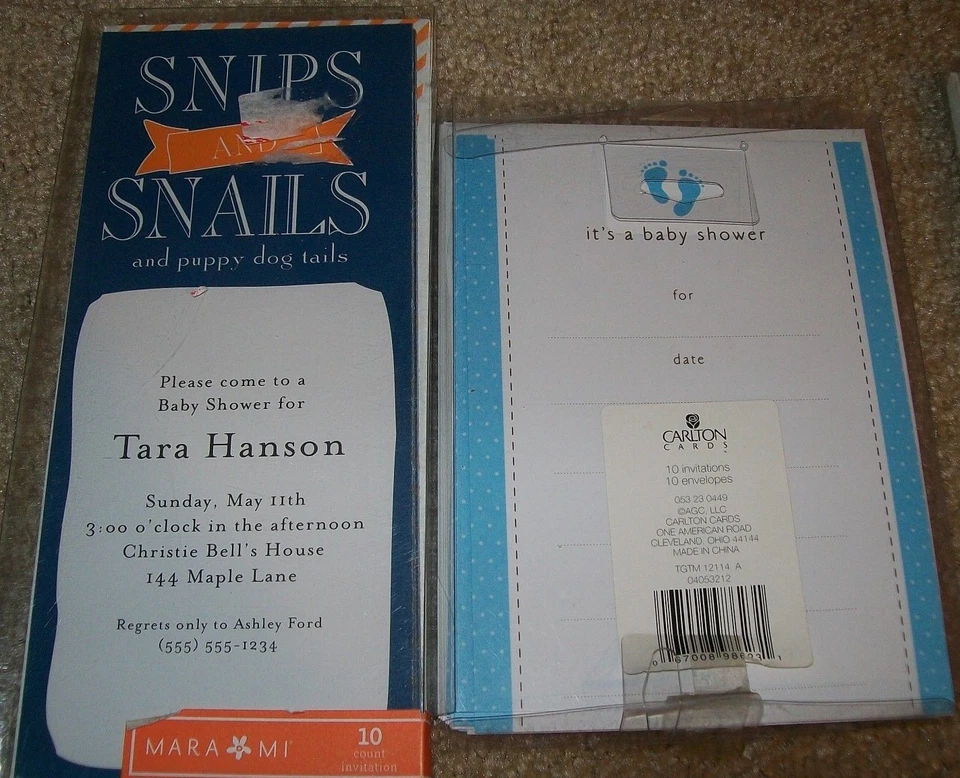 SNIPS
AND
SNAILS
and puppy dog tails
Please come to a
Baby Shower for
Tara Hanson
Sunday, May 11th
3:00 o'clock in the afternoon
Christie Bell's House
144 Maple Lane
Regrets only to Ashley Ford
(555) 555-1234
MARA MI
10
count
invitation
it's a baby shower
for
date
CARLTON
CARDS
10 invitations
10 envelopes
053 23 0449
©AGC, LLC
CARLTON CARDS
ONE AMERICAN ROAD
CLEVELAND, OHIO 44144
MADE IN CHINA
TGTM 12114 A
04053212